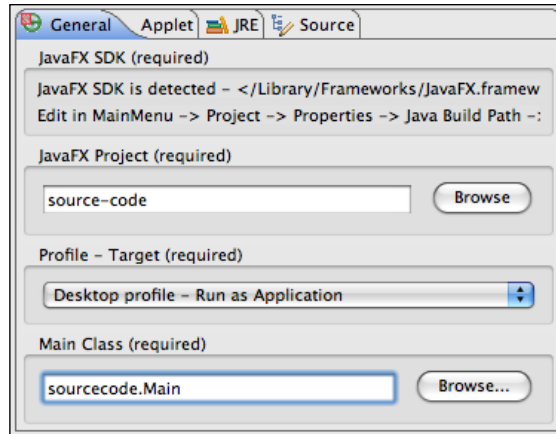 General Applet JRE Source
JavaFX SDK (required)
JavaFX SDK is detected - </Library/Frameworks/JavaFX.framew
Edit in MainMenu -> Project -> Properties -> Java Build Path -:
JavaFX Project (required)
source-code Browse
Profile - Target (required)
Desktop profile - Run as Application
Main Class (required)
sourcecode.Main Browse...